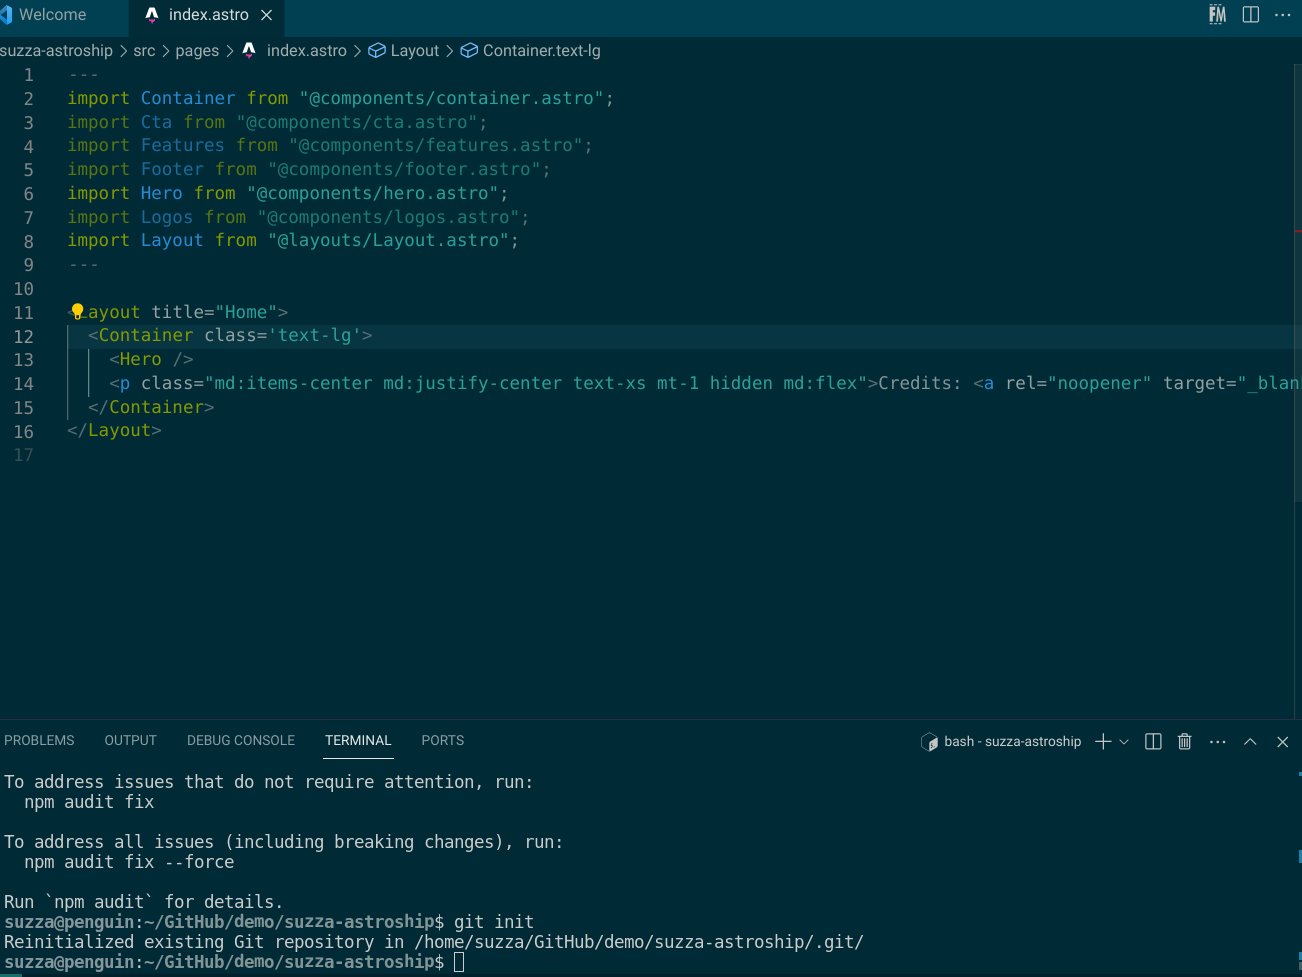 Welcome index.astro
FM
suzza-astroship > src > pages > index.astro > Layout > Container.text-lg
1 ---
2 import Container from "@components/container.astro";
3 import Cta from "@components/cta.astro";
4 import Features from "@components/features.astro";
5 import Footer from "@components/footer.astro";
6 import Hero from "@components/hero.astro";
7 import Logos from "@components/logos.astro";
8 import Layout from "@layouts/Layout.astro";
9 ---
10
11 <Layout title="Home">
12 <Container class='text-lg'>
13 <Hero />
14 <p class="md:items-center md:justify-center text-xs mt-1 hidden md:flex">Credits: <a rel="noopener" target="_blan
15 </Container>
16 </Layout>
17
PROBLEMS OUTPUT DEBUG CONSOLE TERMINAL PORTS bash - suzza-astroship
To address issues that do not require attention, run:
npm audit fix
To address all issues (including breaking changes), run:
npm audit fix --force
Run `npm audit` for details.
suzza@penguin:~/GitHub/demo/suzza-astroship$ git init
Reinitialized existing Git repository in /home/suzza/GitHub/demo/suzza-astroship/.git/
suzza@penguin:~/GitHub/demo/suzza-astroship$